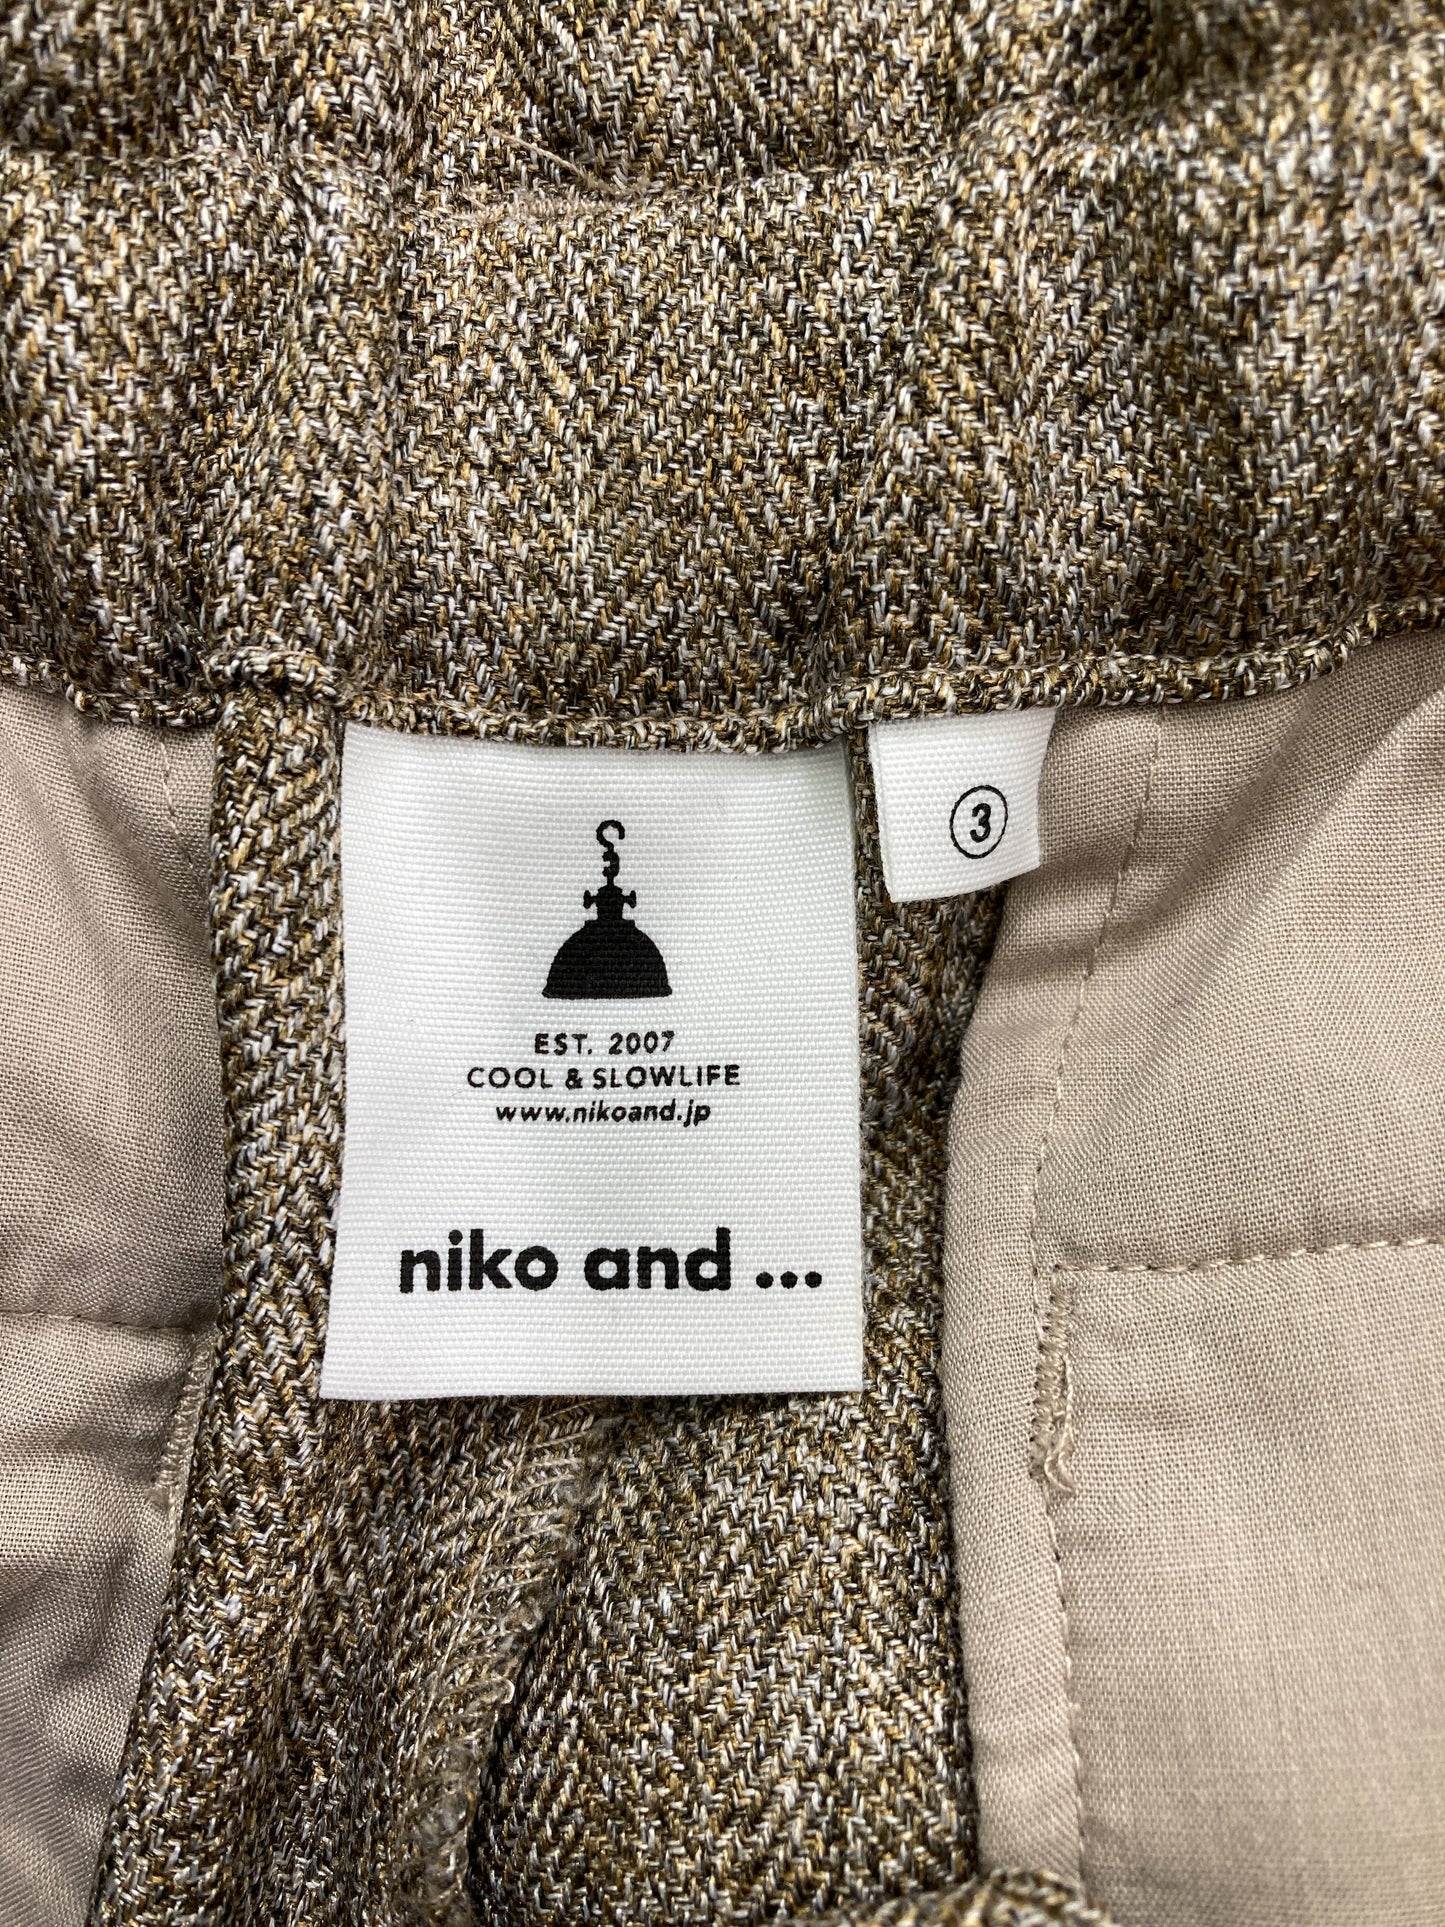 ③
EST. 2007
COOL & SLOWLIFE
www.nikoand.jp
niko and ...